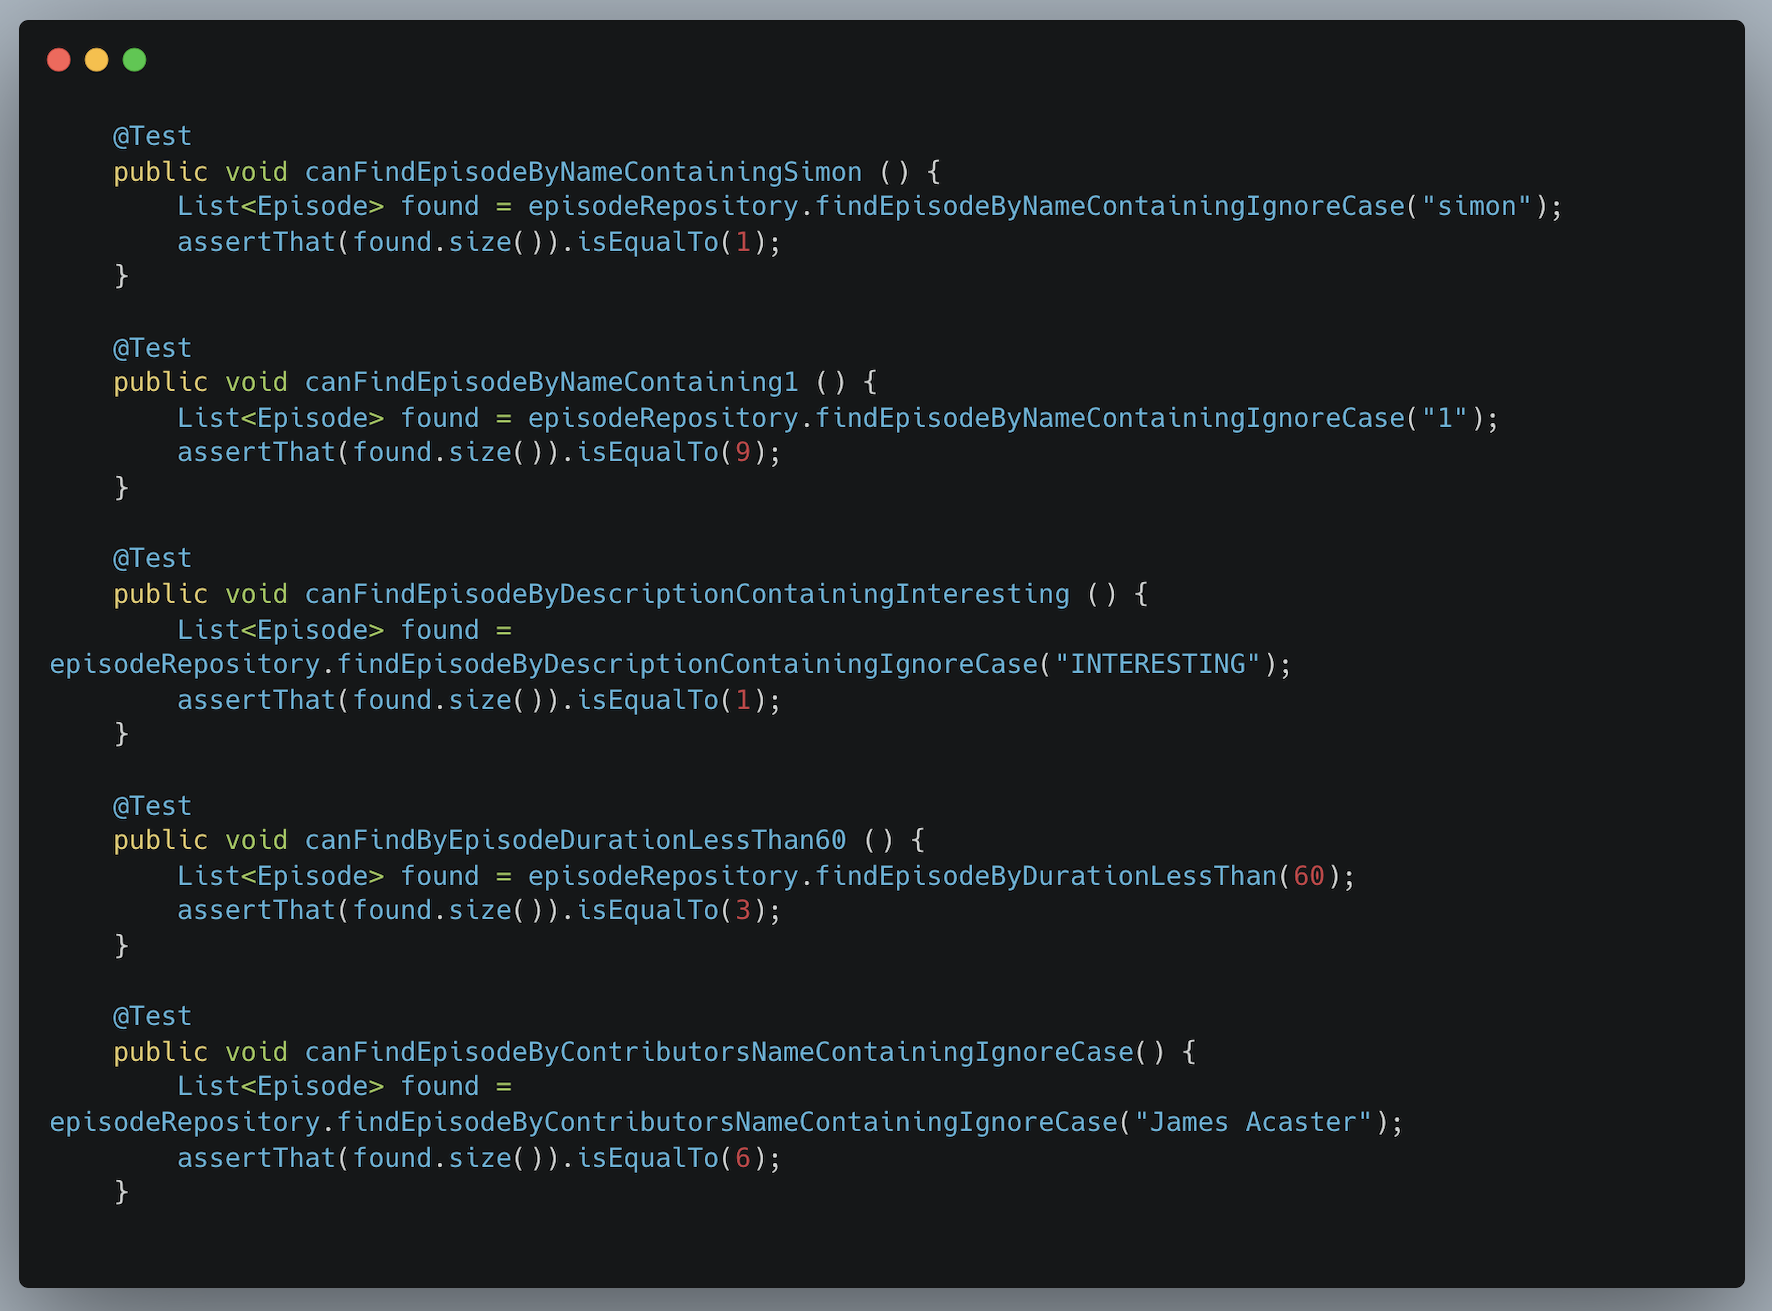 @Test
public void canFindEpisodeByNameContainingSimon () {
List<Episode> found = episodeRepository.findEpisodeByNameContainingIgnoreCase("simon");
assertThat(found.size()).isEqualTo(1);
}
@Test
public void canFindEpisodeByNameContaining1 () {
List<Episode> found = episodeRepository.findEpisodeByNameContainingIgnoreCase("1");
assertThat(found.size()).isEqualTo(9);
}
@Test
public void canFindEpisodeByDescriptionContainingInteresting () {
List<Episode> found =
episodeRepository.findEpisodeByDescriptionContainingIgnoreCase("INTERESTING");
assertThat(found.size()).isEqualTo(1);
}
@Test
public void canFindByEpisodeDurationLessThan60 () {
List<Episode> found = episodeRepository.findEpisodeByDurationLessThan(60);
assertThat(found.size()).isEqualTo(3);
}
@Test
public void canFindEpisodeByContributorsNameContainingIgnoreCase() {
List<Episode> found =
episodeRepository.findEpisodeByContributorsNameContainingIgnoreCase("James Acaster");
assertThat(found.size()).isEqualTo(6);
}